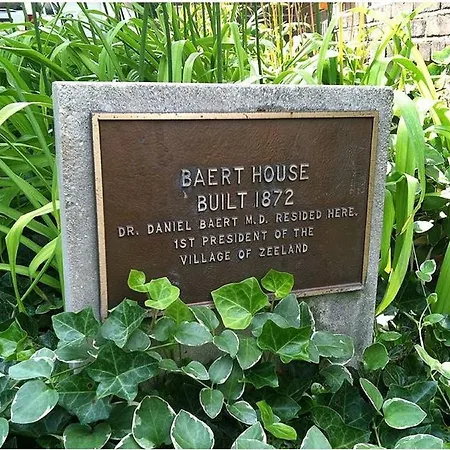 BAERT HOUSE
BUILT 1872
DR. DANIEL BAERT M.D. RESIDED HERE.
1ST PRESIDENT OF THE
VILLAGE OF ZEELAND